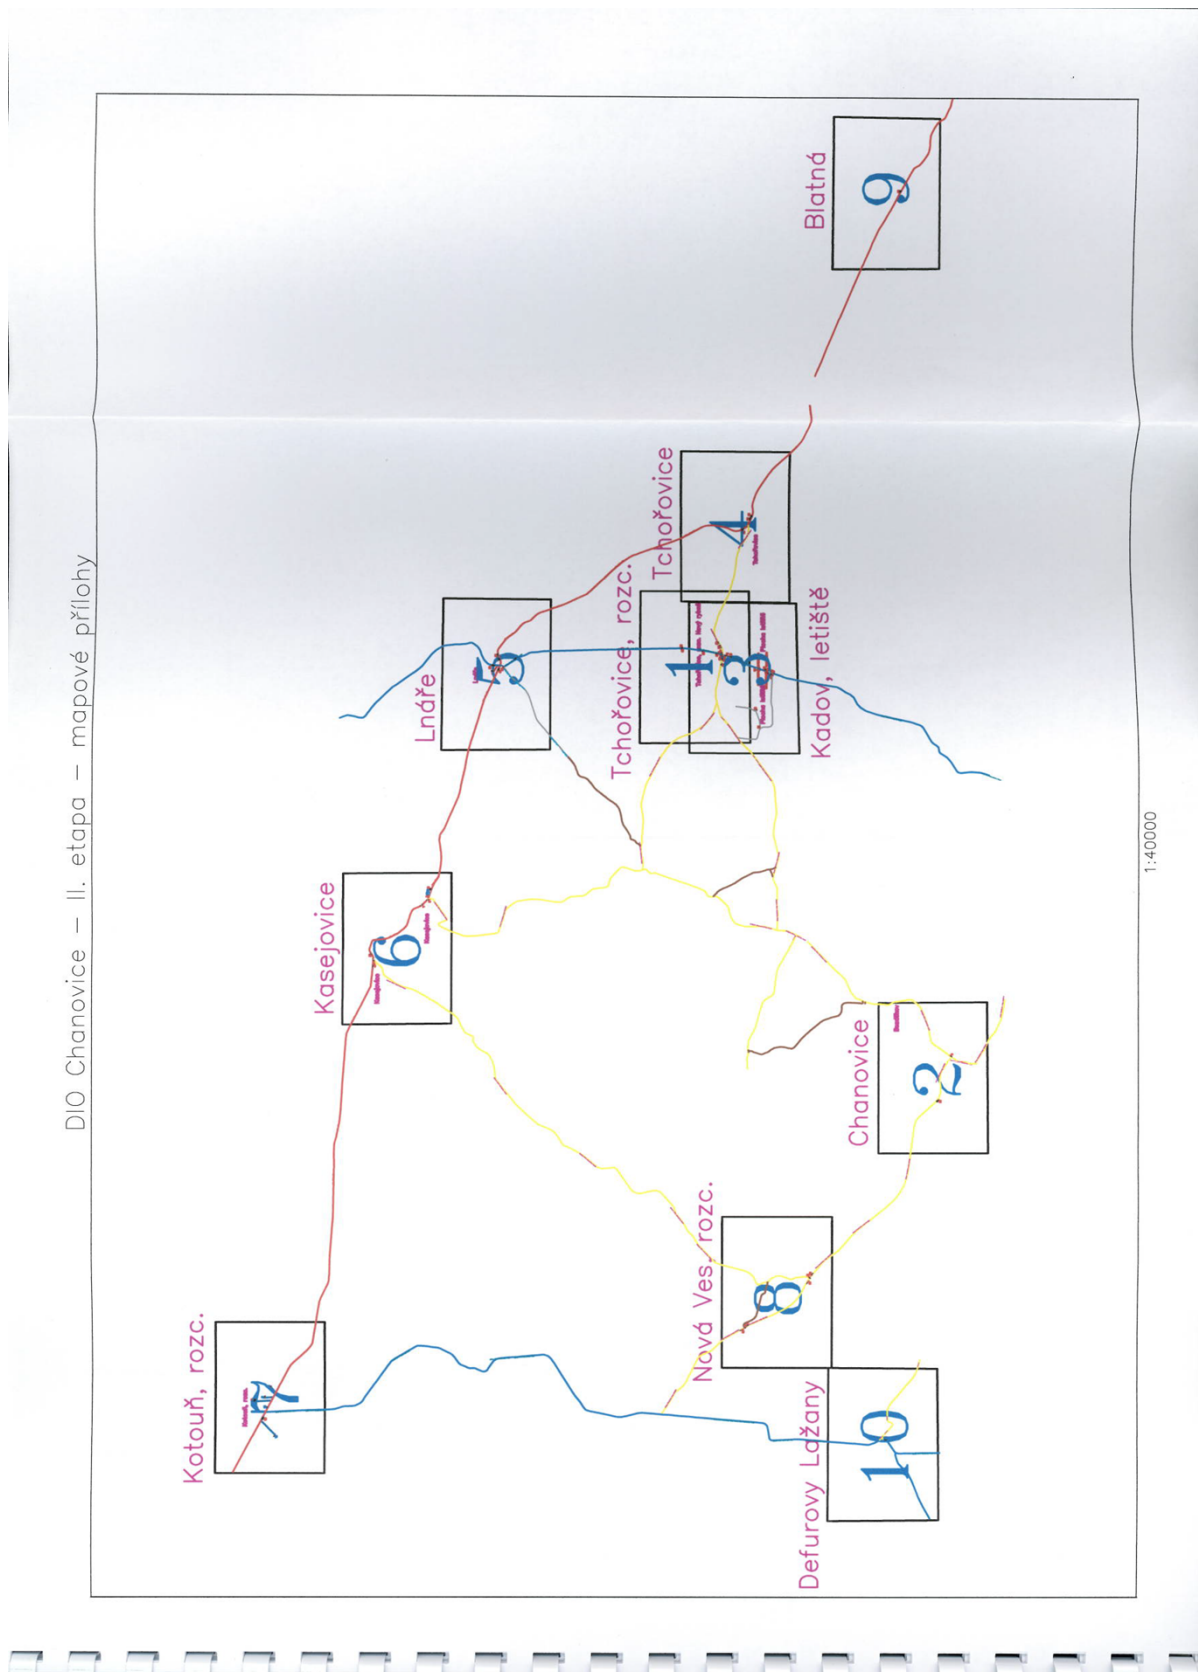 DIO Chanovice – II. etapa – mapové přílohy
Kotouň, rozc.
7
Kasejovice
6
Lnáře
5
Tchořovice, rozc.
1
Tchořovice
4
Kadov, letiště
3
Blatná
9
Nová Ves, rozc.
8
Chanovice
2
Defurovy Lažany
10
1:40000